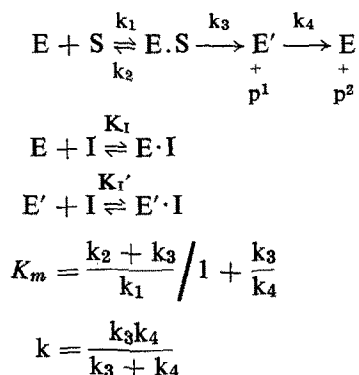 k₁ k₃ k₄
E + S ⇌ E.S ⟶ E′ ⟶ E
k₂ + +
p¹ p²
K_I
E + I ⇌ E·I
K_I′
E′ + I ⇌ E′·I
K_m = (k₂ + k₃)/k₁ / 1 + k₃/k₄
k = k₃k₄/(k₃ + k₄)